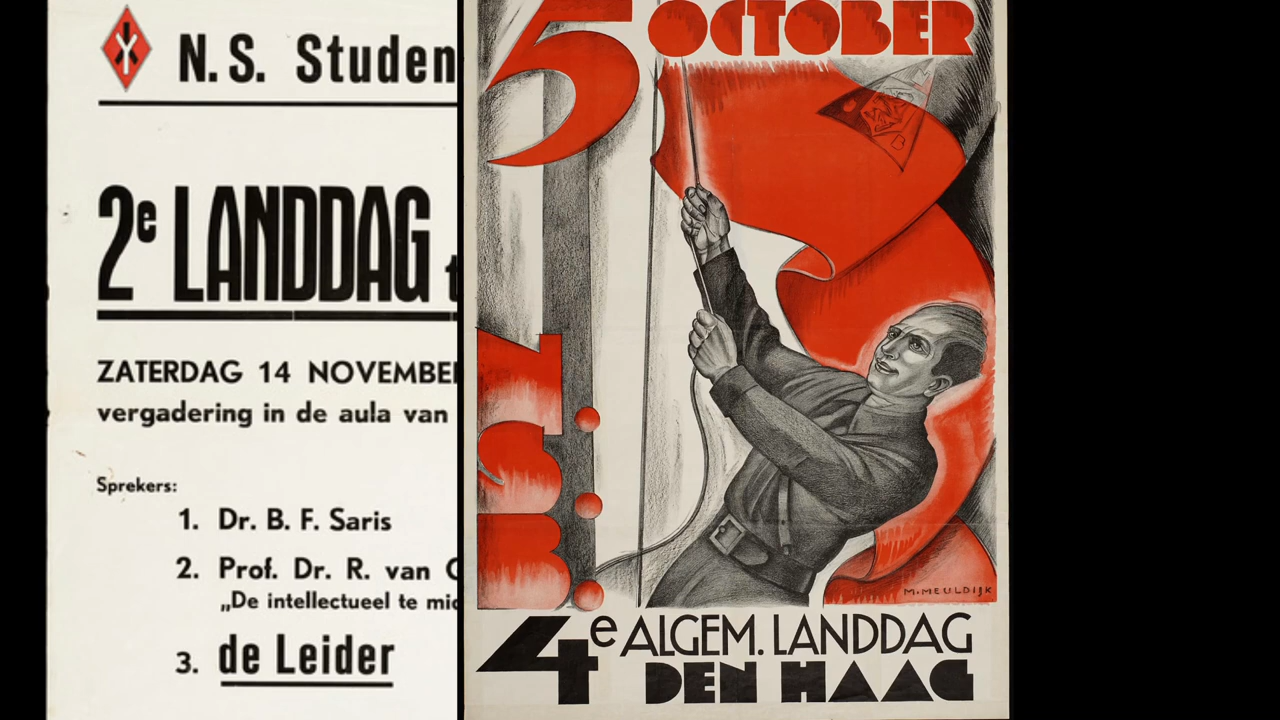 N.S. Studen
2e LANDDAG t
ZATERDAG 14 NOVEMBER
vergadering in de aula van
Sprekers:
1. Dr. B. F. Saris
2. Prof. Dr. R. van
„De intellectueel te mid
3. de Leider
5 OCTOBER
N.S.B.
M·MEULDIJK
4e ALGEM. LANDDAG
DEN HAAG